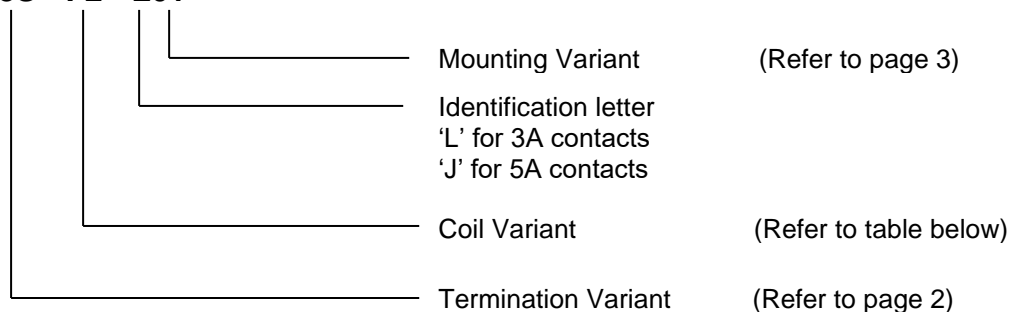 Mounting Variant (Refer to page 3)
Identification letter
‘L’ for 3A contacts
‘J’ for 5A contacts
Coil Variant (Refer to table below)
Termination Variant (Refer to page 2)